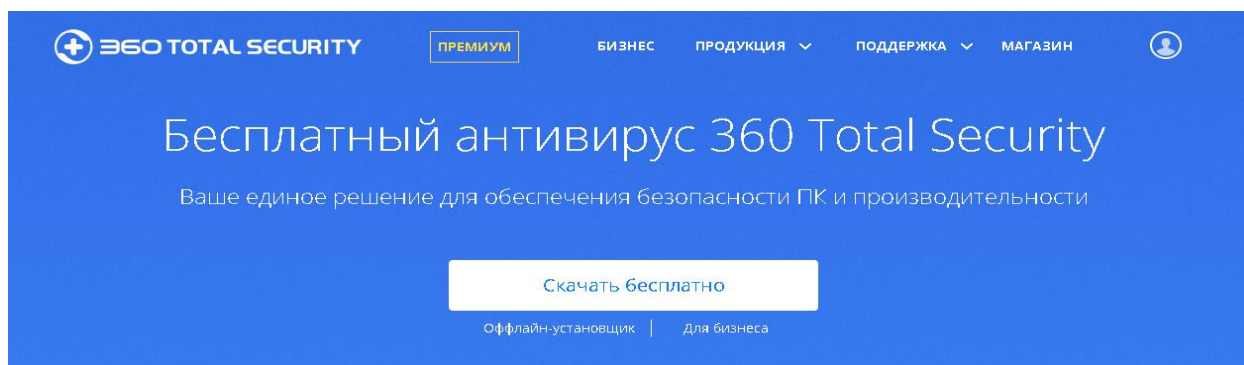 360 TOTAL SECURITY ПРЕМИУМ БИЗНЕС ПРОДУКЦИЯ ПОДДЕРЖКА МАГАЗИН
Бесплатный антивирус 360 Total Security
Ваше единое решение для обеспечения безопасности ПК и производительности
Скачать бесплатно
Оффлайн-установщик | Для бизнеса